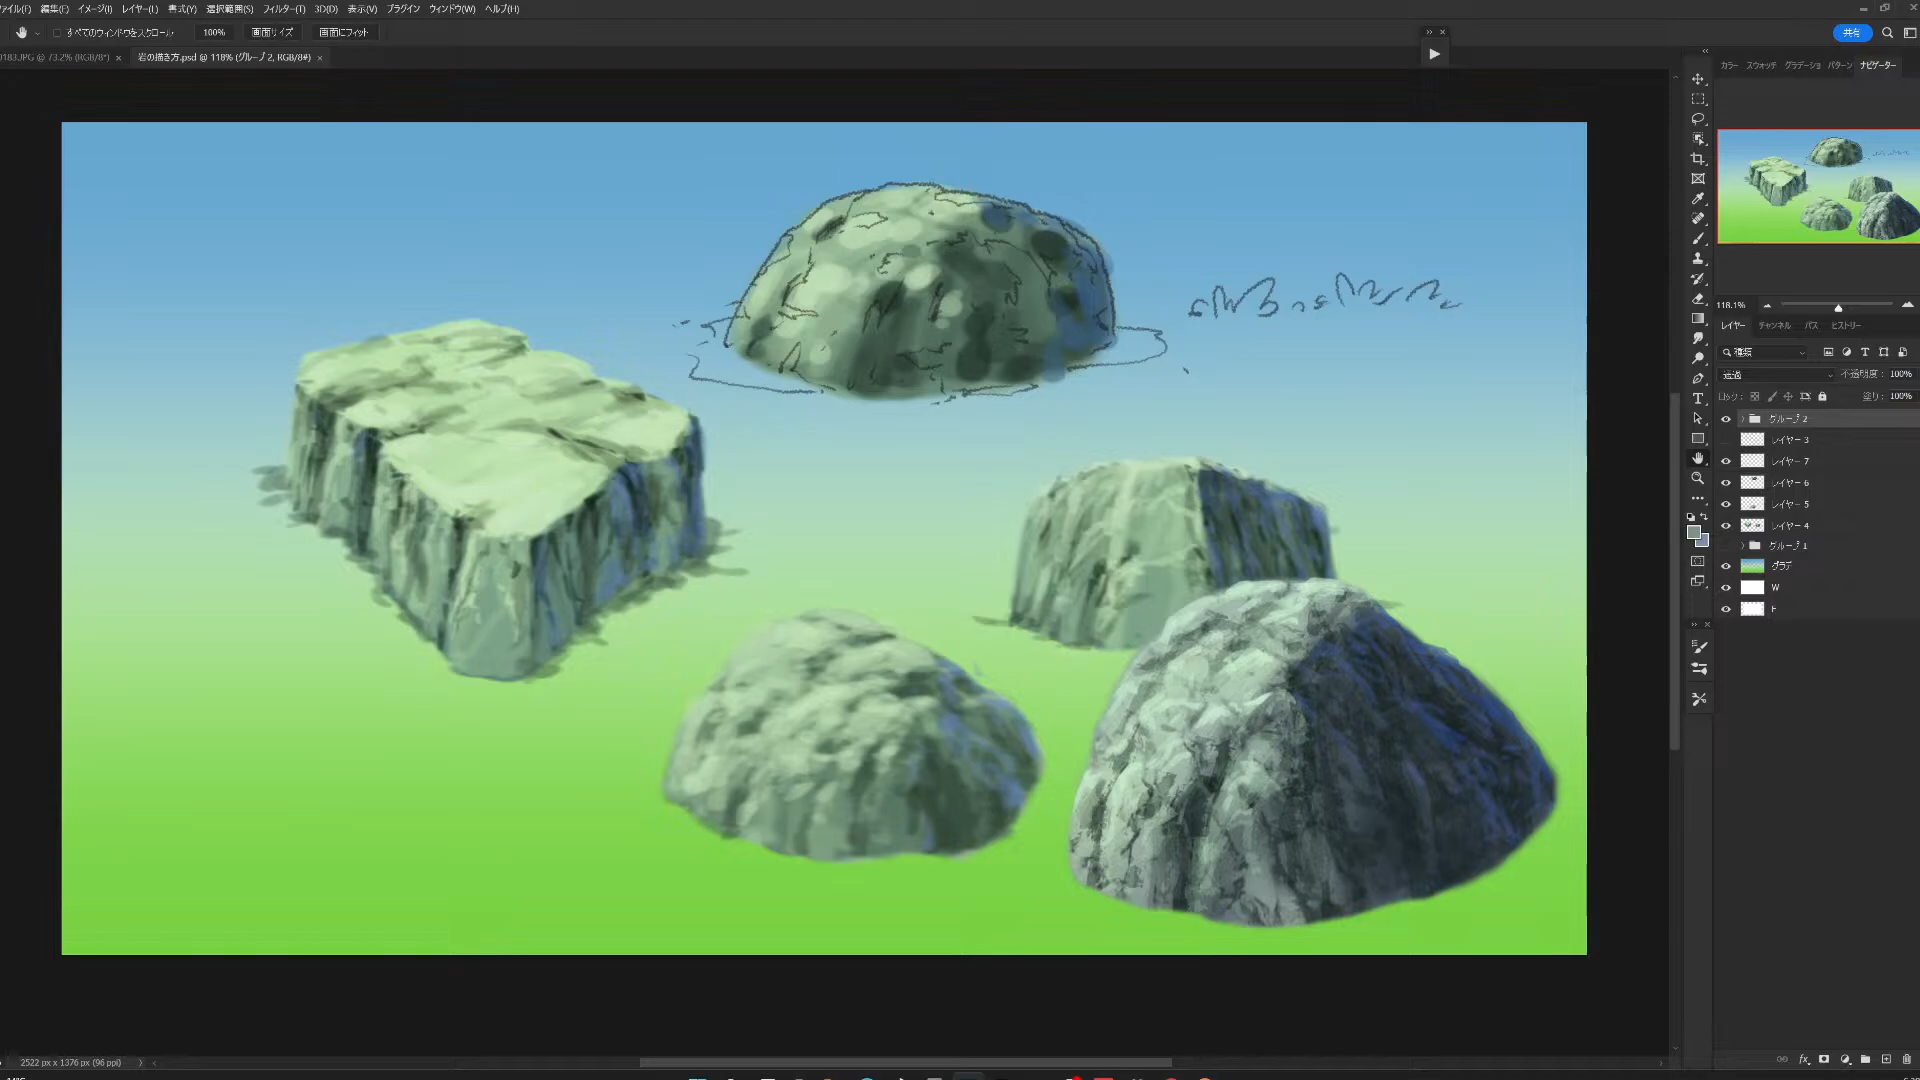 ファイル(F) 編集(E) イメージ(I) レイヤー(L) 書式(Y) 選択範囲(S) フィルター(T) 3D(D) 表示(V) プラグイン ウィンドウ(W) ヘルプ(H)
すべてのウィンドウをスクロール 100% 画面サイズ 画面にフィット 共有
0183.JPG @ 73.2% (RGB/8*) × 岩の描き方.psd @ 118% (グループ 2, RGB/8#) ×
カラー スウォッチ グラデーショ パターン ナビゲーター
118.1%
レイヤー チャンネル パス ヒストリー
種類
通過 不透明度: 100%
ロック: 塗り: 100%
グループ 2
レイヤー 3
レイヤー 7
レイヤー 6
レイヤー 5
レイヤー 4
グループ 1
グラデ
W
F
2522 px x 1376 px (96 ppi)